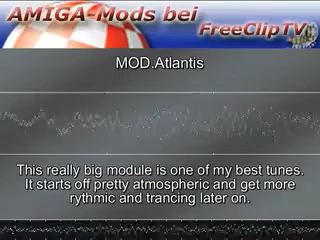 AMIGA-Mods bei
FreeClipTV
MOD.Atlantis
This really big module is one of my best tunes.
It starts off pretty atmospheric and get more
rythmic and trancing later on.